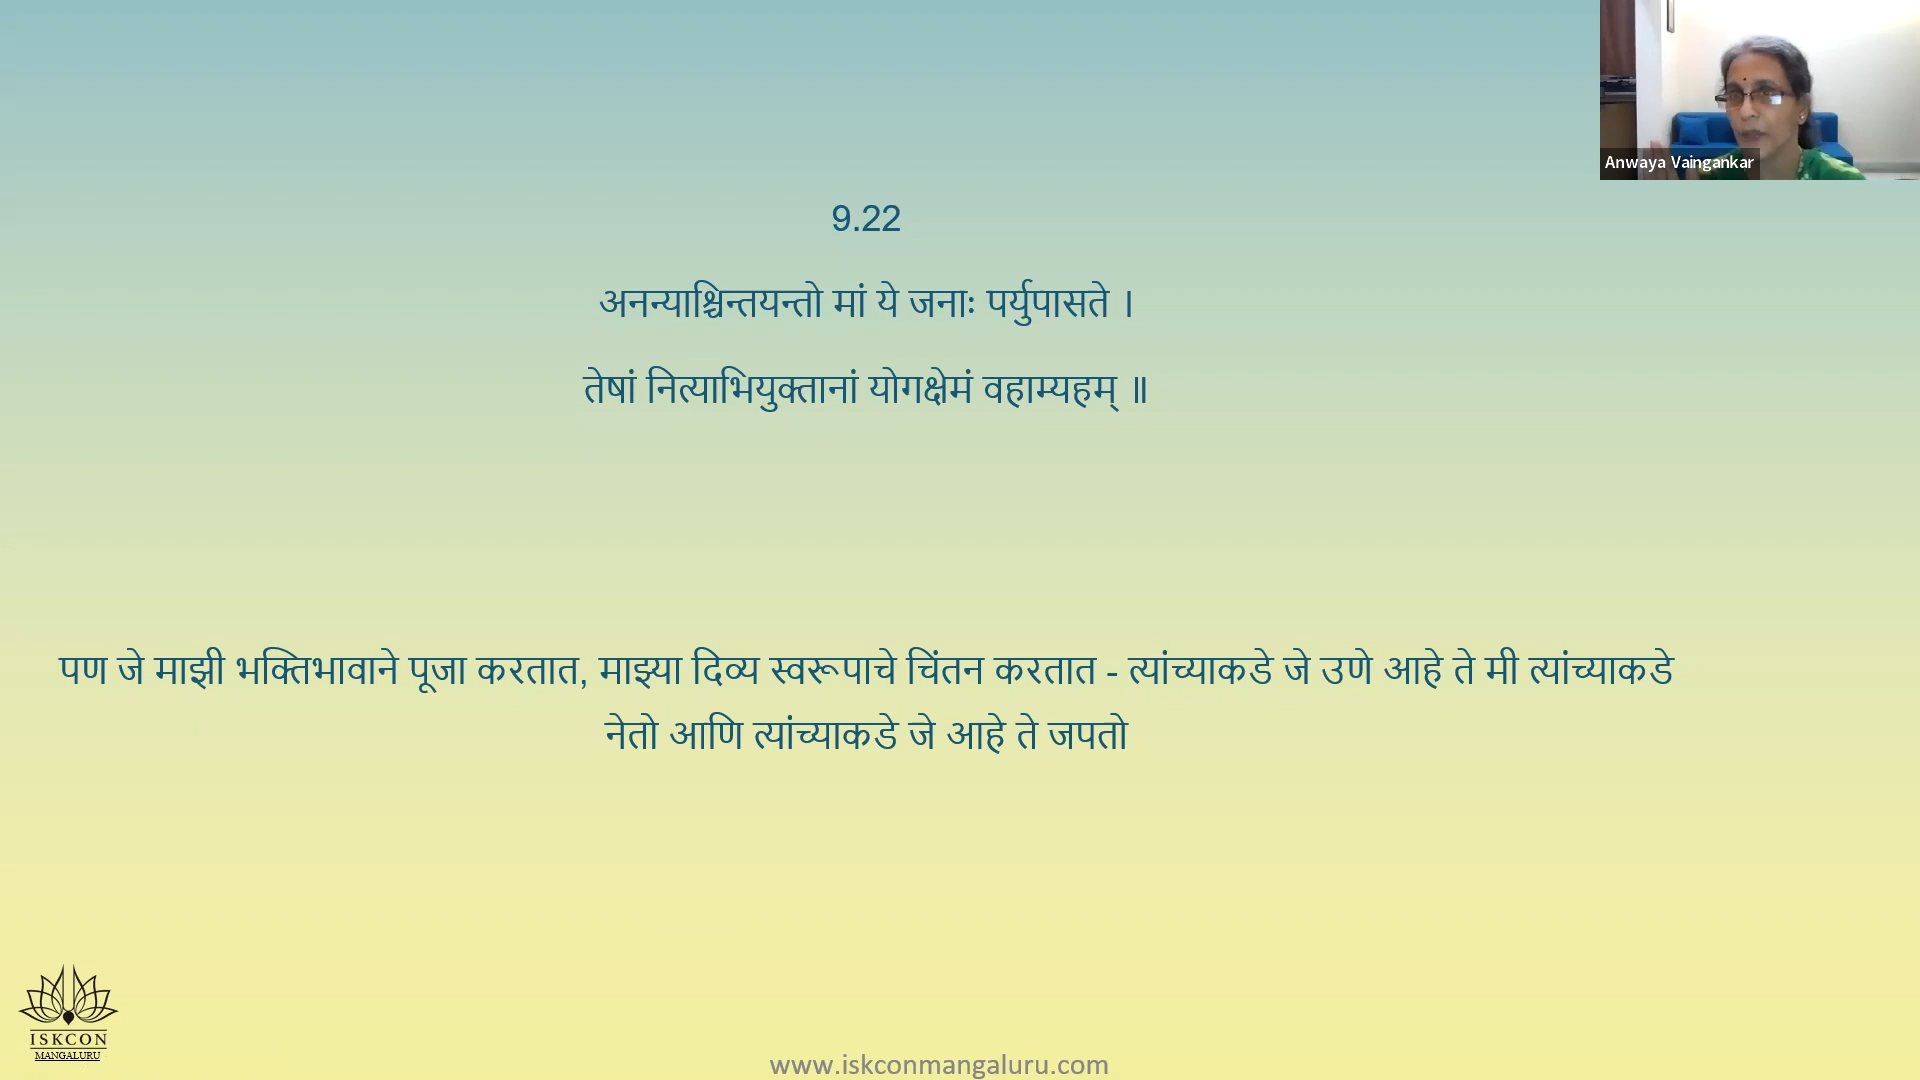 Anwaya Vaingankar
9.22
अनन्याश्चिन्तयन्तो मां ये जनाः पर्युपासते ।
तेषां नित्याभियुक्तानां योगक्षेमं वहाम्यहम् ॥
पण जे माझी भक्तिभावाने पूजा करतात, माझ्या दिव्य स्वरूपाचे चिंतन करतात - त्यांच्याकडे जे उणे आहे ते मी त्यांच्याकडे
नेतो आणि त्यांच्याकडे जे आहे ते जपतो
ISKCON
MANGALURU
www.iskconmangaluru.com